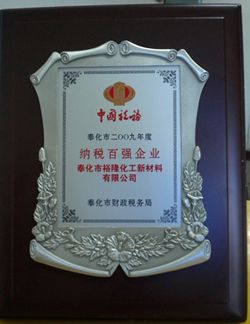 中国税务
奉化市二〇〇九年度
纳税百强企业
奉化市裕隆化工新材料
有限公司
奉化市财政税务局